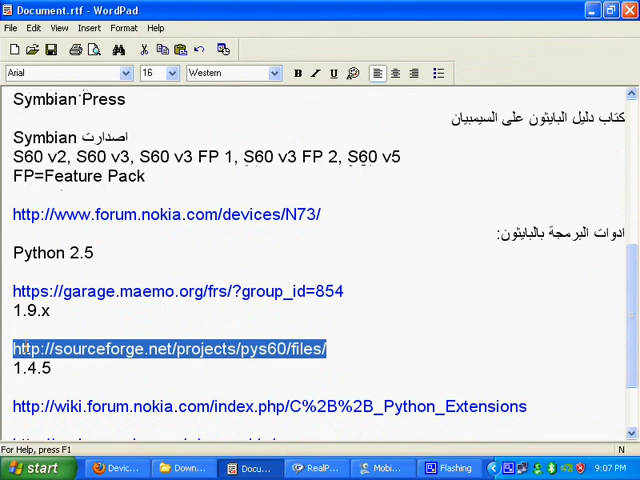 Document.rtf - WordPad
File Edit View Insert Format Help
Arial 16 Western
Symbian Press
كتاب دليل البايثون على السيمبيان
Symbian اصدارت
S60 v2, S60 v3, S60 v3 FP 1, S60 v3 FP 2, S60 v5
FP=Feature Pack
http://www.forum.nokia.com/devices/N73/
ادوات البرمجة بالبايثون:
Python 2.5
https://garage.maemo.org/frs/?group_id=854
1.9.x
http://sourceforge.net/projects/pys60/files/
1.4.5
http://wiki.forum.nokia.com/index.php/C%2B%2B_Python_Extensions
For Help, press F1 N
start Devic... Down... Docu... RealP... Mobi... Flashing 9:07 PM